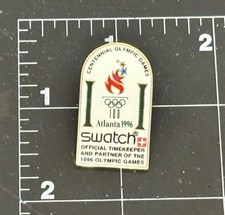 CENTENNIAL OLYMPIC GAMES
Atlanta 1996
swatch
OFFICIAL TIMEKEEPER
AND PARTNER OF THE
1996 OLYMPIC GAMES
1
2
3
1
2